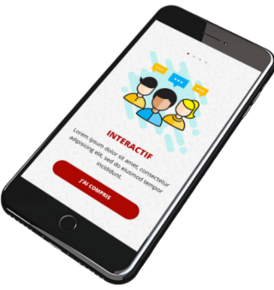 INTERACTIF
Lorem ipsum dolor sit amet, consectetur
adipiscing elit, sed do eiusmod tempor
incididunt.
J'AI COMPRIS